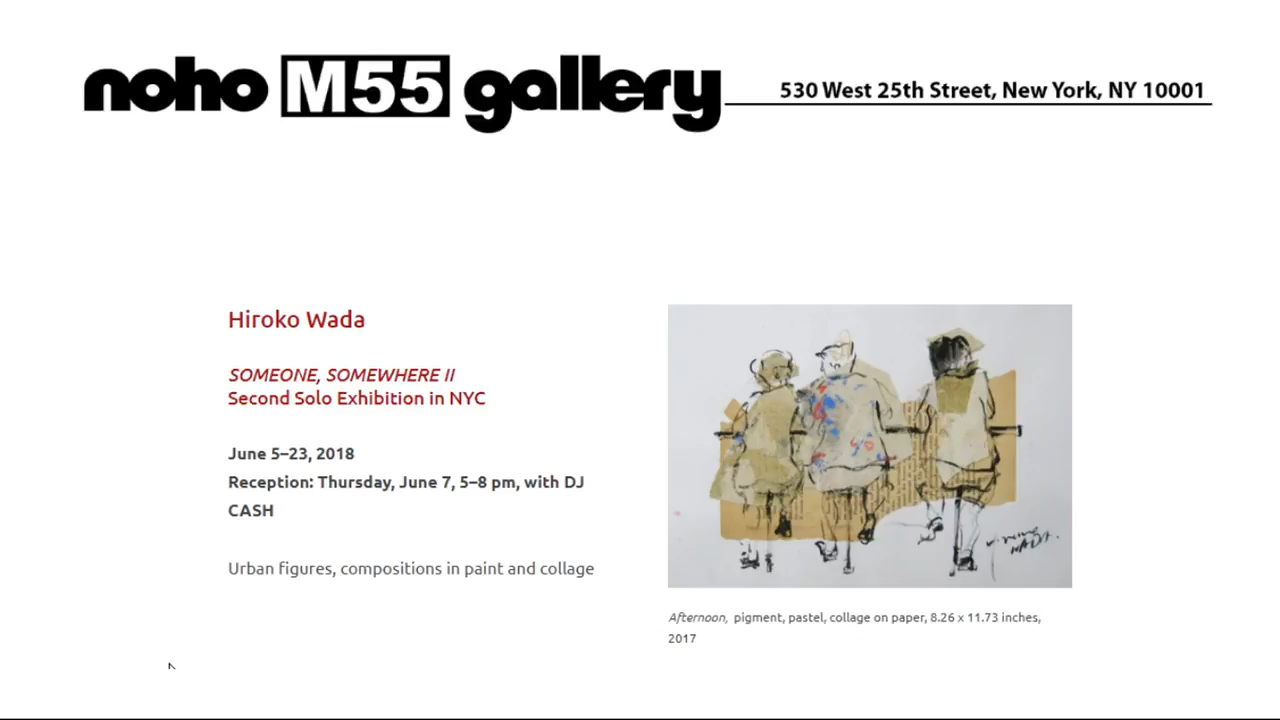 noho M55 gallery
530 West 25th Street, New York, NY 10001
Hiroko Wada
SOMEONE, SOMEWHERE II
Second Solo Exhibition in NYC
June 5–23, 2018
Reception: Thursday, June 7, 5–8 pm, with DJ
CASH
Urban figures, compositions in paint and collage
WADA.
Afternoon, pigment, pastel, collage on paper, 8.26 x 11.73 inches,
2017